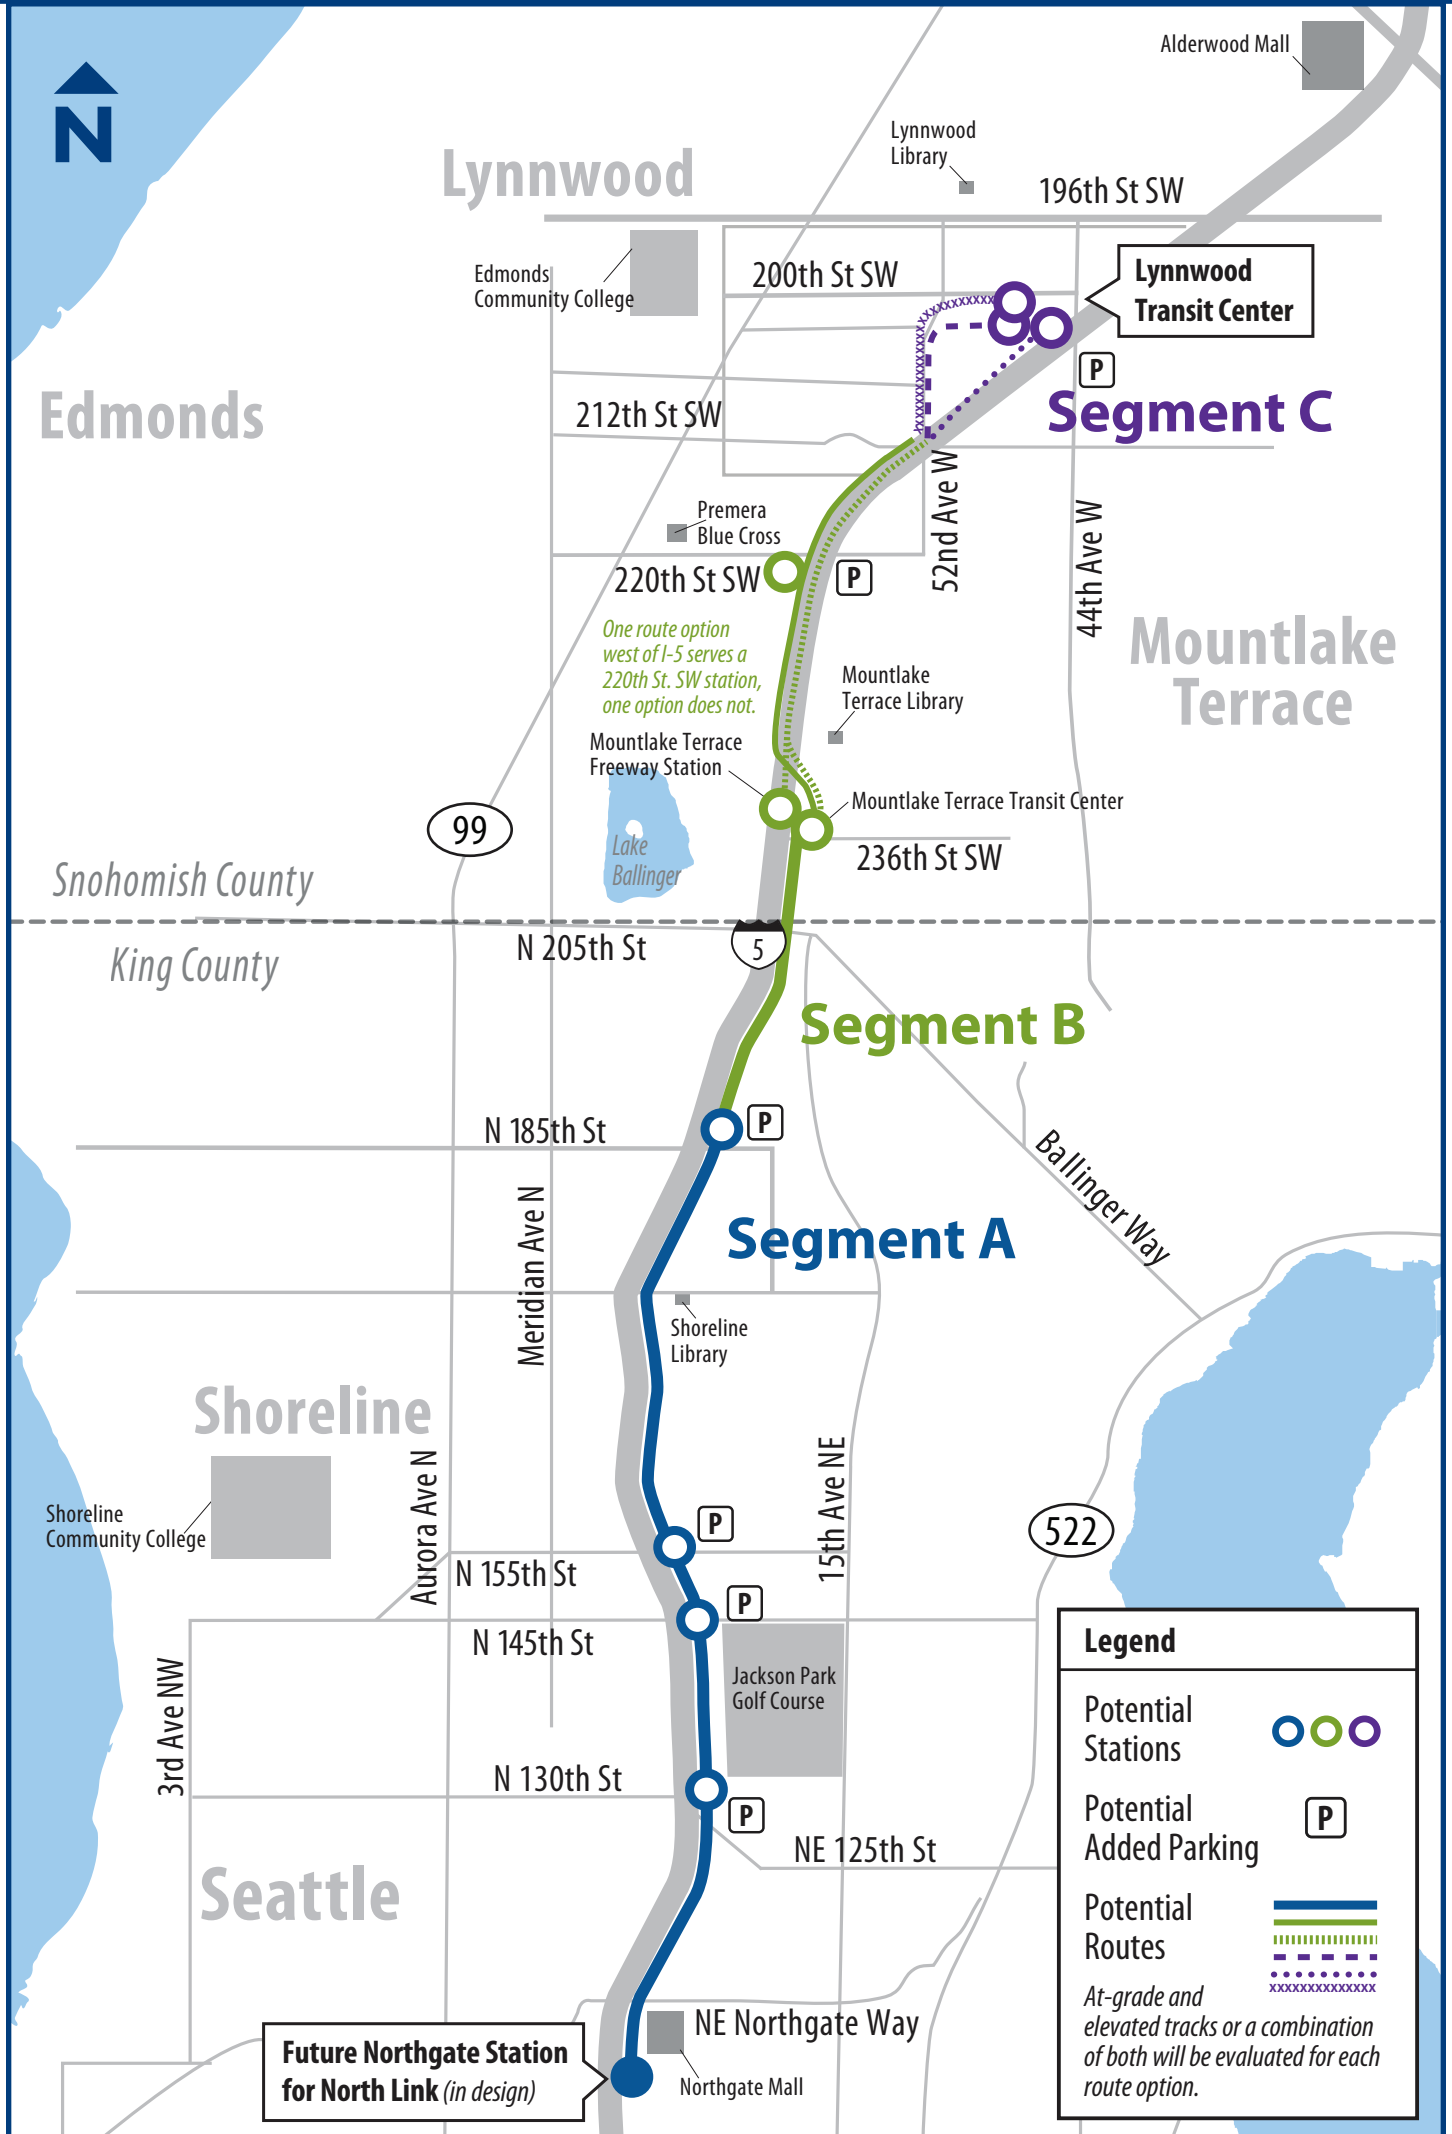 Alderwood Mall
N
Lynnwood
Library
Lynnwood
196th St SW
Edmonds
Community College
200th St SW
Lynnwood
Transit Center
P
Segment C
Edmonds
212th St SW
52nd Ave W
44th Ave W
Premera
Blue Cross
220th St SW
P
One route option
west of I-5 serves a
220th St. SW station,
one option does not.
Mountlake
Terrace
Mountlake
Terrace Library
Mountlake Terrace
Freeway Station
Mountlake Terrace Transit Center
99
Lake
Ballinger
236th St SW
Snohomish County
King County
N 205th St
5
Segment B
N 185th St
P
Ballinger Way
Meridian Ave N
Segment A
Shoreline
Library
Shoreline
Shoreline
Community College
Aurora Ave N
15th Ave NE
522
P
N 155th St
P
N 145th St
3rd Ave NW
Jackson Park
Golf Course
N 130th St
P
NE 125th St
Seattle
NE Northgate Way
Future Northgate Station
for North Link (in design)
Northgate Mall
Legend
Potential
Stations
Potential
Added Parking
P
Potential
Routes
At-grade and
elevated tracks or a combination
of both will be evaluated for each
route option.